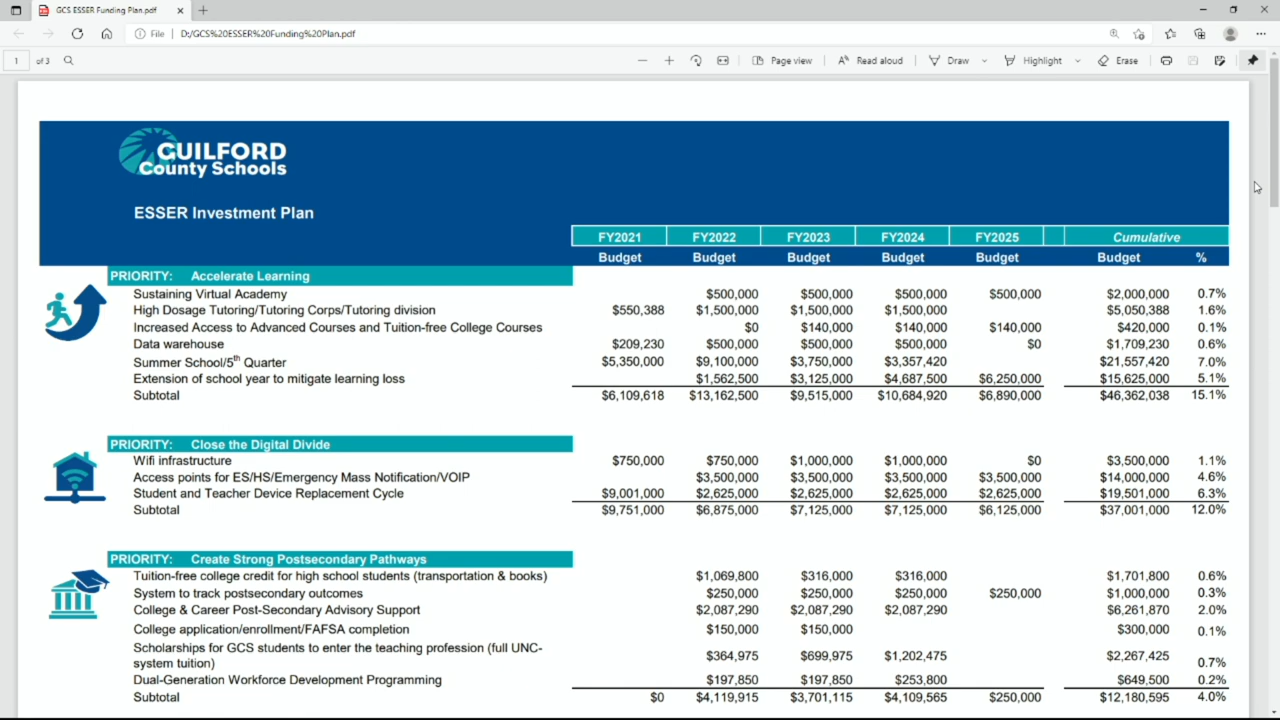 GCS ESSER Funding Plan.pdf
File D:/GCS%20ESSER%20Funding%20Plan.pdf
1 of 3 Page view Read aloud Draw Highlight Erase
GUILFORD
County Schools
ESSER Investment Plan
FY2021 FY2022 FY2023 FY2024 FY2025 Cumulative
Budget Budget Budget Budget Budget Budget %
PRIORITY: Accelerate Learning
Sustaining Virtual Academy $500,000 $500,000 $500,000 $500,000 $2,000,000 0.7%
High Dosage Tutoring/Tutoring Corps/Tutoring division $550,388 $1,500,000 $1,500,000 $1,500,000 $5,050,388 1.6%
Increased Access to Advanced Courses and Tuition-free College Courses $0 $140,000 $140,000 $140,000 $420,000 0.1%
Data warehouse $209,230 $500,000 $500,000 $500,000 $0 $1,709,230 0.6%
Summer School/5th Quarter $5,350,000 $9,100,000 $3,750,000 $3,357,420 $21,557,420 7.0%
Extension of school year to mitigate learning loss $1,562,500 $3,125,000 $4,687,500 $6,250,000 $15,625,000 5.1%
Subtotal $6,109,618 $13,162,500 $9,515,000 $10,684,920 $6,890,000 $46,362,038 15.1%
PRIORITY: Close the Digital Divide
Wifi infrastructure $750,000 $750,000 $1,000,000 $1,000,000 $0 $3,500,000 1.1%
Access points for ES/HS/Emergency Mass Notification/VOIP $3,500,000 $3,500,000 $3,500,000 $3,500,000 $14,000,000 4.6%
Student and Teacher Device Replacement Cycle $9,001,000 $2,625,000 $2,625,000 $2,625,000 $2,625,000 $19,501,000 6.3%
Subtotal $9,751,000 $6,875,000 $7,125,000 $7,125,000 $6,125,000 $37,001,000 12.0%
PRIORITY: Create Strong Postsecondary Pathways
Tuition-free college credit for high school students (transportation & books) $1,069,800 $316,000 $316,000 $1,701,800 0.6%
System to track postsecondary outcomes $250,000 $250,000 $250,000 $250,000 $1,000,000 0.3%
College & Career Post-Secondary Advisory Support $2,087,290 $2,087,290 $2,087,290 $6,261,870 2.0%
College application/enrollment/FAFSA completion $150,000 $150,000 $300,000 0.1%
Scholarships for GCS students to enter the teaching profession (full UNC-
system tuition) $364,975 $699,975 $1,202,475 $2,267,425 0.7%
Dual-Generation Workforce Development Programming $197,850 $197,850 $253,800 $649,500 0.2%
Subtotal $0 $4,119,915 $3,701,115 $4,109,565 $250,000 $12,180,595 4.0%